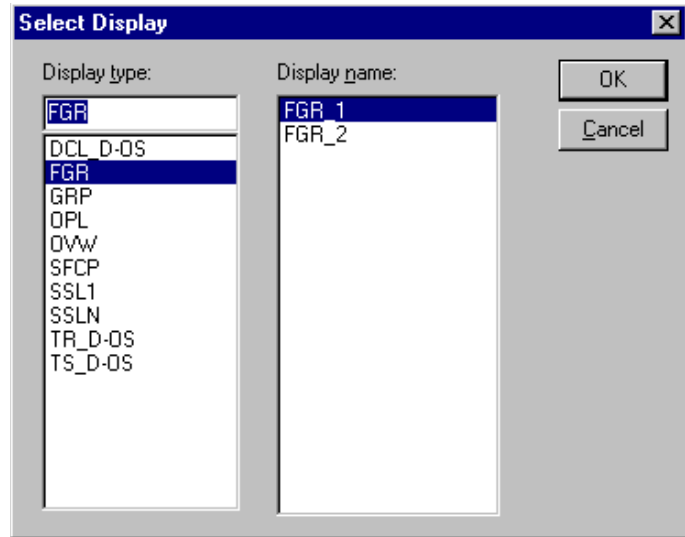 Select Display
Display type:
FGR
DCL_D-OS
FGR
GRP
OPL
OVW
SFCP
SSL1
SSLN
TR_D-OS
TS_D-OS
Display name:
FGR_1
FGR_2
OK
Cancel